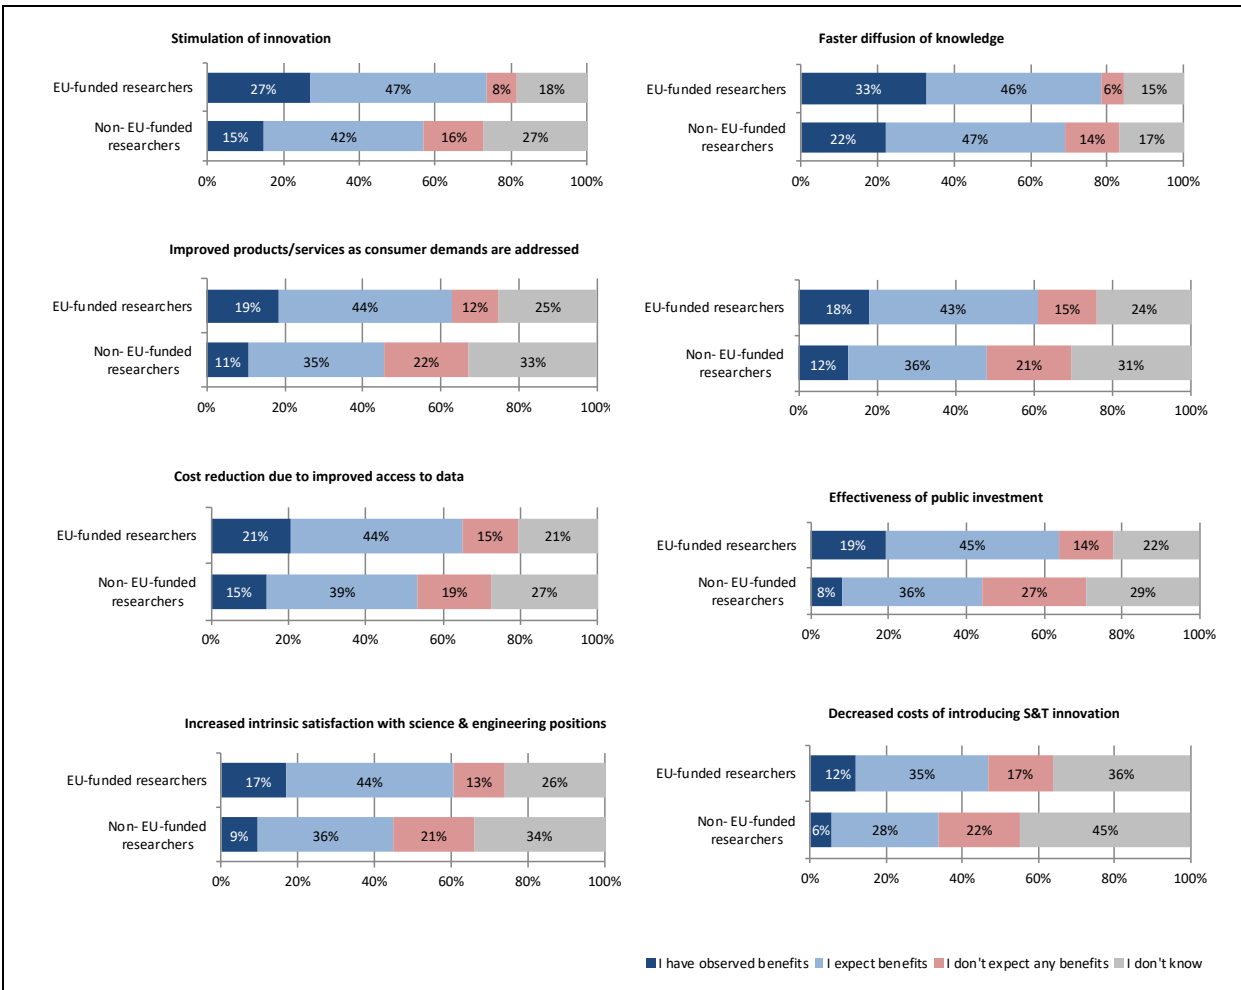 Stimulation of innovation
EU-funded researchers
27% 47% 8% 18%
Non- EU-funded
researchers
15% 42% 16% 27%
0% 20% 40% 60% 80% 100%
Faster diffusion of knowledge
EU-funded researchers
33% 46% 6% 15%
Non- EU-funded
researchers
22% 47% 14% 17%
0% 20% 40% 60% 80% 100%
Improved products/services as consumer demands are addressed
EU-funded researchers
19% 44% 12% 25%
Non- EU-funded
researchers
11% 35% 22% 33%
0% 20% 40% 60% 80% 100%
EU-funded researchers
18% 43% 15% 24%
Non- EU-funded
researchers
12% 36% 21% 31%
0% 20% 40% 60% 80% 100%
Cost reduction due to improved access to data
EU-funded researchers
21% 44% 15% 21%
Non- EU-funded
researchers
15% 39% 19% 27%
0% 20% 40% 60% 80% 100%
Effectiveness of public investment
EU-funded researchers
19% 45% 14% 22%
Non- EU-funded
researchers
8% 36% 27% 29%
0% 20% 40% 60% 80% 100%
Increased intrinsic satisfaction with science & engineering positions
EU-funded researchers
17% 44% 13% 26%
Non- EU-funded
researchers
9% 36% 21% 34%
0% 20% 40% 60% 80% 100%
Decreased costs of introducing S&T innovation
EU-funded researchers
12% 35% 17% 36%
Non- EU-funded
researchers
6% 28% 22% 45%
0% 20% 40% 60% 80% 100%
I have observed benefits I expect benefits I don't expect any benefits I don't know